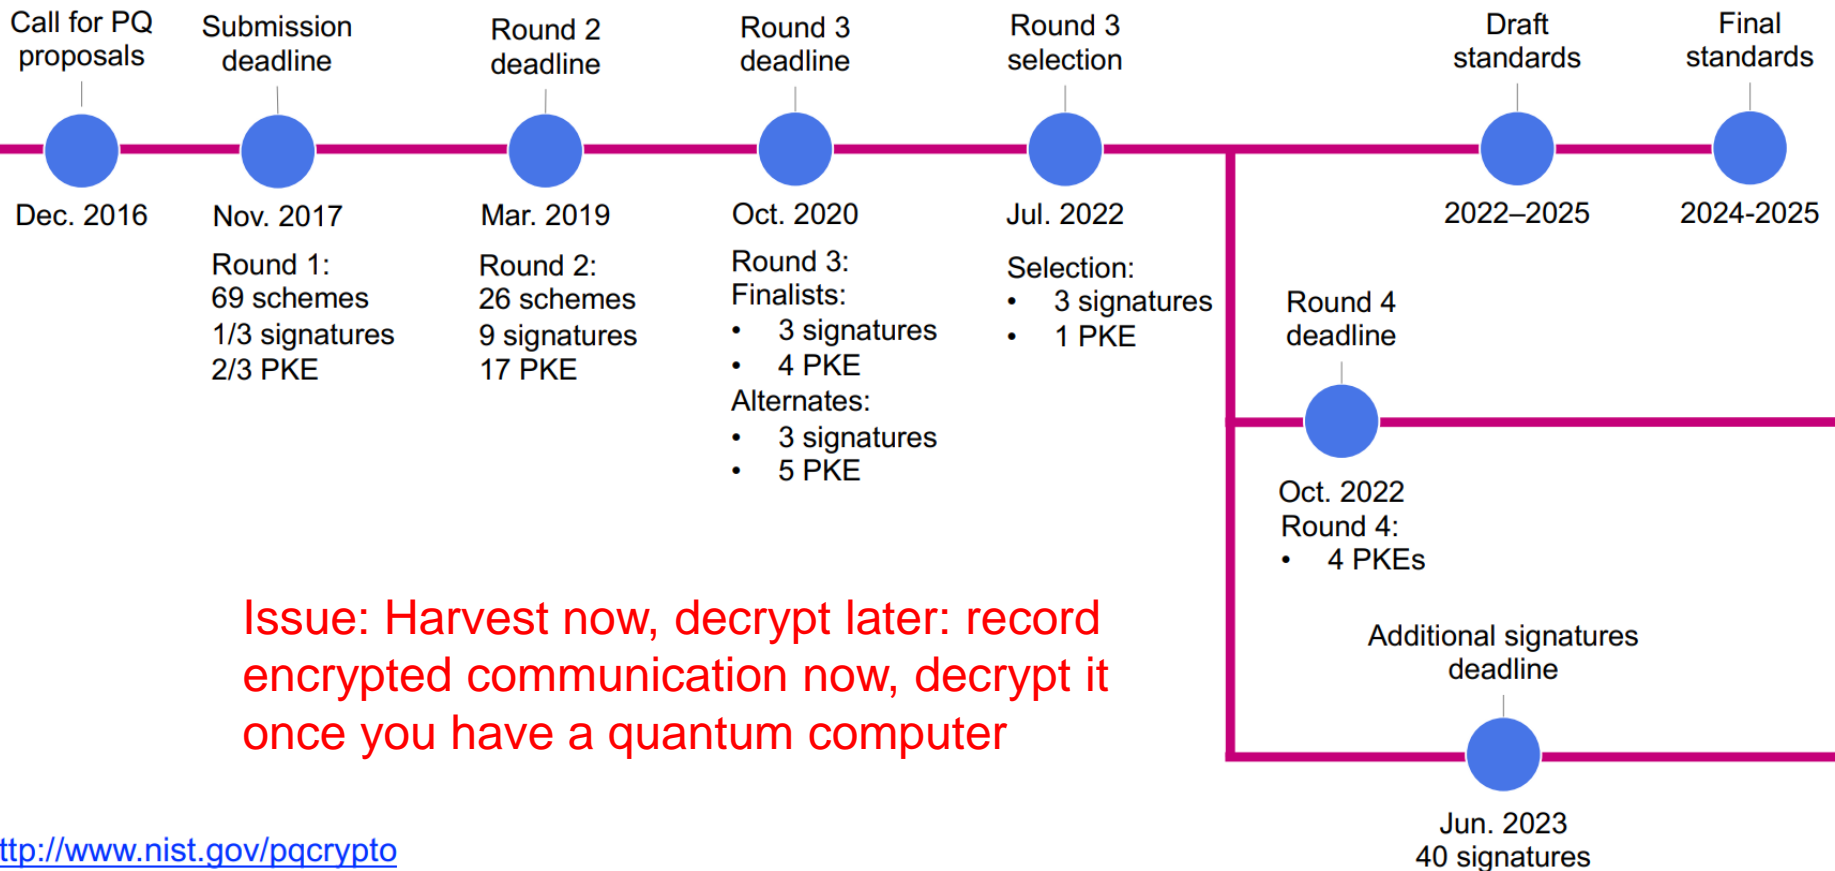 Call for PQ
proposals
Submission
deadline
Round 2
deadline
Round 3
deadline
Round 3
selection
Draft
standards
Final
standards
Dec. 2016
Nov. 2017
Mar. 2019
Oct. 2020
Jul. 2022
2022–2025
2024-2025
Round 1:
69 schemes
1/3 signatures
2/3 PKE
Round 2:
26 schemes
9 signatures
17 PKE
Round 3:
Finalists:
• 3 signatures
• 4 PKE
Alternates:
• 3 signatures
• 5 PKE
Selection:
• 3 signatures
• 1 PKE
Round 4
deadline
Oct. 2022
Round 4:
• 4 PKEs
Issue: Harvest now, decrypt later: record
encrypted communication now, decrypt it
once you have a quantum computer
Additional signatures
deadline
Jun. 2023
40 signatures
ttp://www.nist.gov/pqcrypto